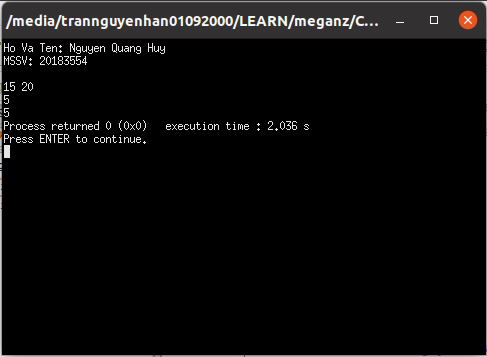 /media/trannguyenhan01092000/LEARN/meganz/C...
Ho Va Ten: Nguyen Quang Huy
MSSV: 20183554
15 20
5
5
Process returned 0 (0x0)   execution time : 2.036 s
Press ENTER to continue.